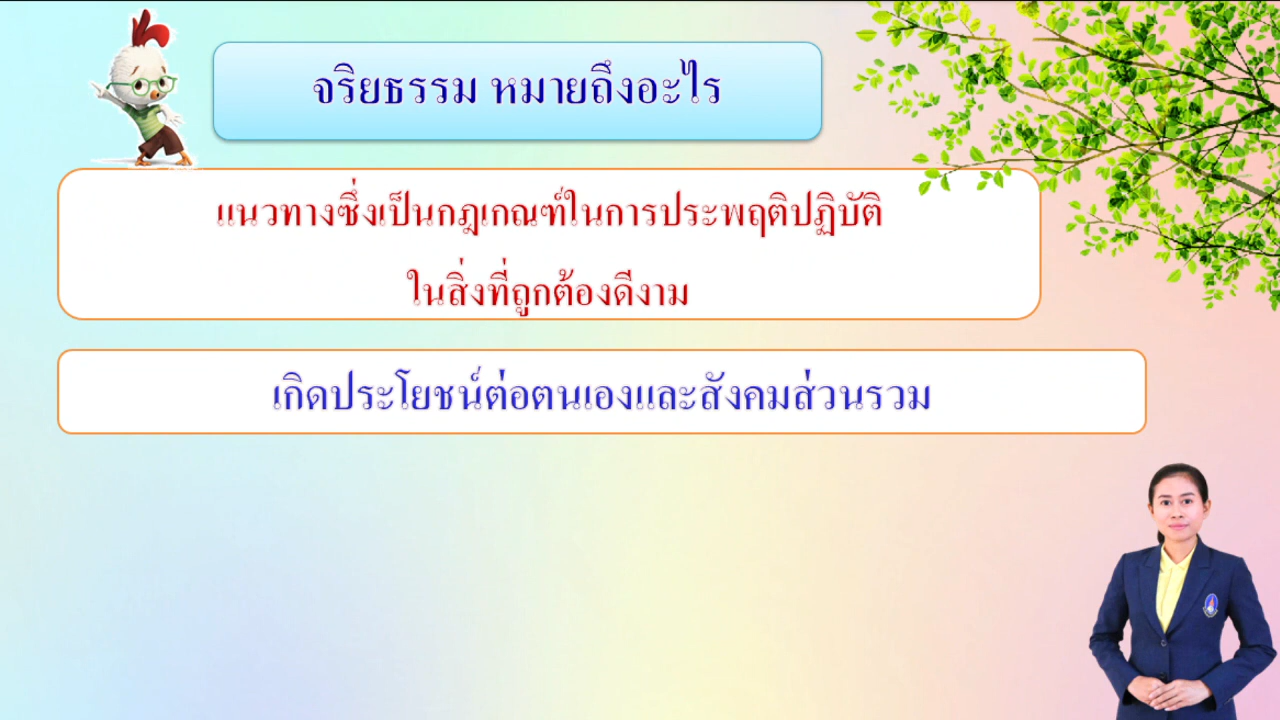 จริยธรรม หมายถึงอะไร
แนวทางซึ่งเป็นกฎเกณฑ์ในการประพฤติปฏิบัติ
ในสิ่งที่ถูกต้องดีงาม
เกิดประโยชน์ต่อตนเองและสังคมส่วนรวม